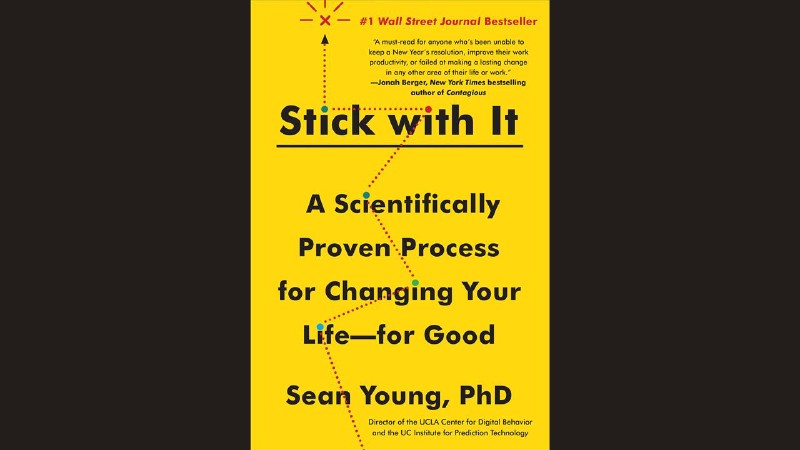 #1 Wall Street Journal Bestseller
"A must-read for anyone who's been unable to
keep a New Year's resolution, improve their work
productivity, or failed at making a lasting change
in any other area of their life or work."
—Jonah Berger, New York Times bestselling
author of Contagious
Stick with It
A Scientifically
Proven Process
for Changing Your
Life—for Good
Sean Young, PhD
Director of the UCLA Center for Digital Behavior
and the UC Institute for Prediction Technology